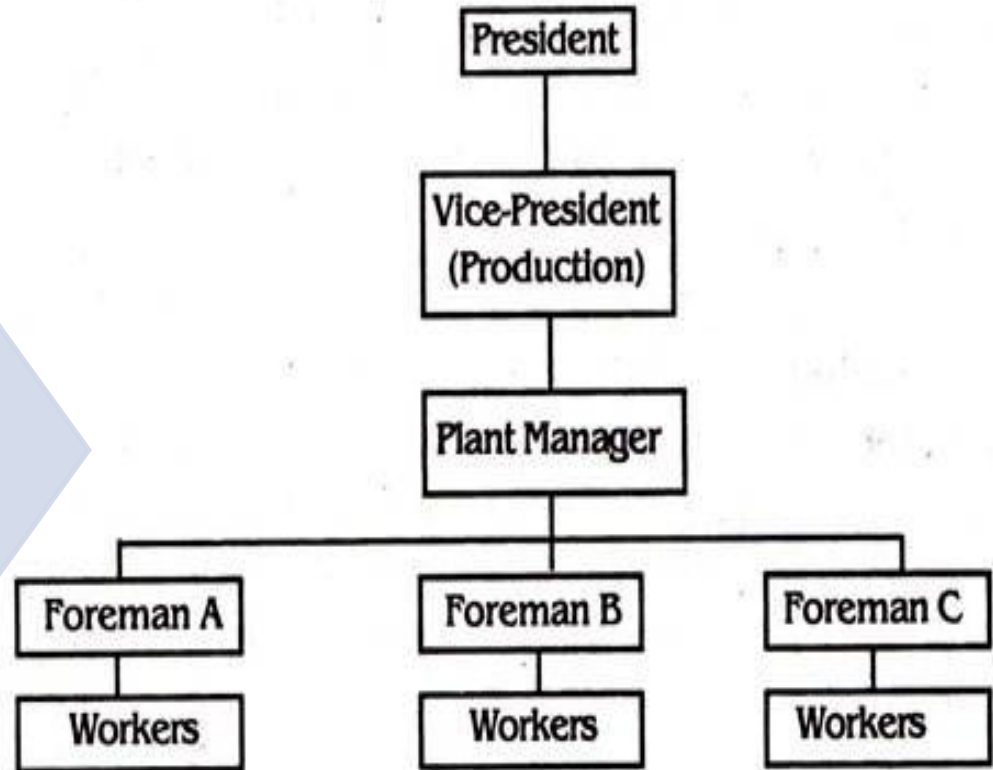 President
Vice-President
(Production)
Plant Manager
Foreman A
Foreman B
Foreman C
Workers
Workers
Workers